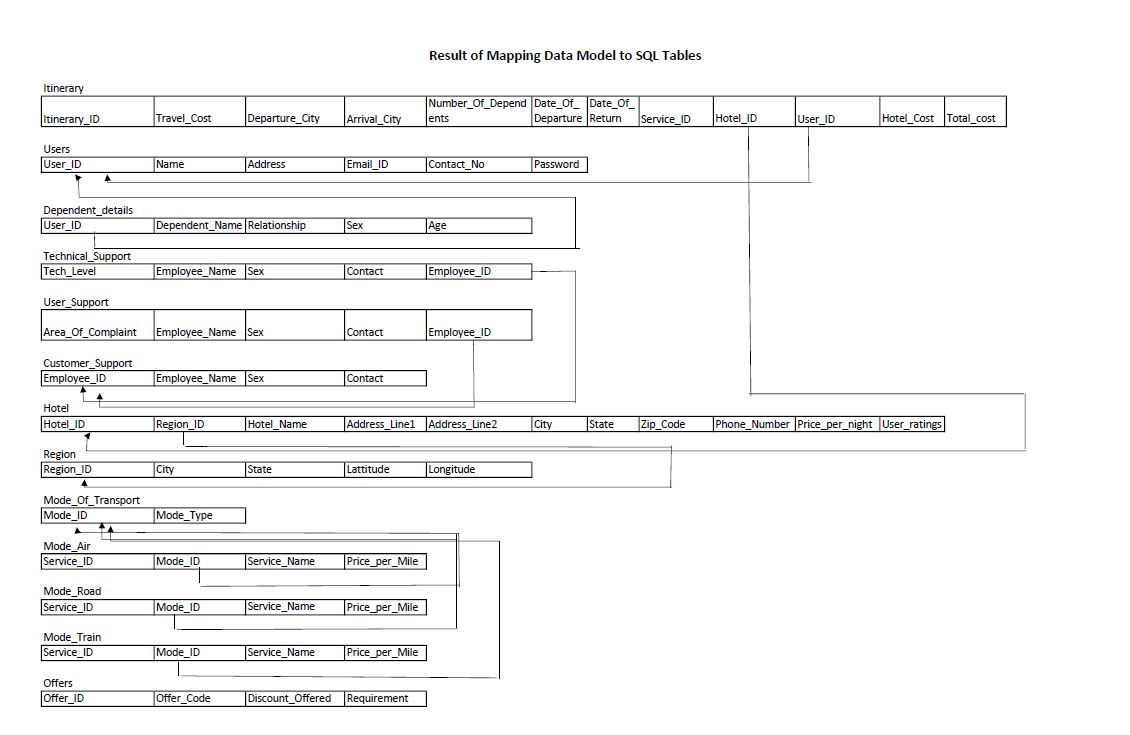 Result of Mapping Data Model to SQL Tables
Itinerary
Itinerary_ID Travel_Cost Departure_City Arrival_City Number_Of_Depend ents Date_Of_ Departure Date_Of_ Return Service_ID Hotel_ID User_ID Hotel_Cost Total_cost
Users
User_ID Name Address Email_ID Contact_No Password
Dependent_details
User_ID Dependent_Name Relationship Sex Age
Technical_Support
Tech_Level Employee_Name Sex Contact Employee_ID
User_Support
Area_Of_Complaint Employee_Name Sex Contact Employee_ID
Customer_Support
Employee_ID Employee_Name Sex Contact
Hotel
Hotel_ID Region_ID Hotel_Name Address_Line1 Address_Line2 City State Zip_Code Phone_Number Price_per_night User_ratings
Region
Region_ID City State Lattitude Longitude
Mode_Of_Transport
Mode_ID Mode_Type
Mode_Air
Service_ID Mode_ID Service_Name Price_per_Mile
Mode_Road
Service_ID Mode_ID Service_Name Price_per_Mile
Mode_Train
Service_ID Mode_ID Service_Name Price_per_Mile
Offers
Offer_ID Offer_Code Discount_Offered Requirement